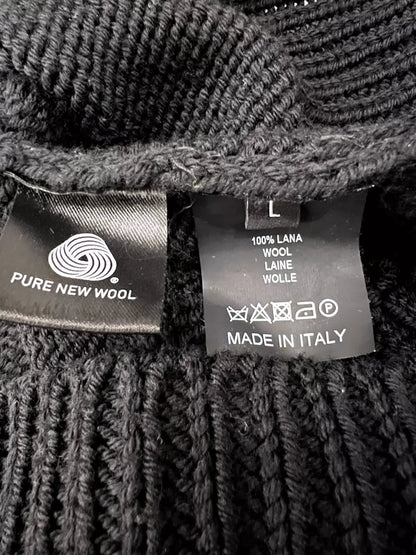 PURE NEW WOOL
®
L
100% LANA
WOOL
LAINE
WOLLE
P
MADE IN ITALY